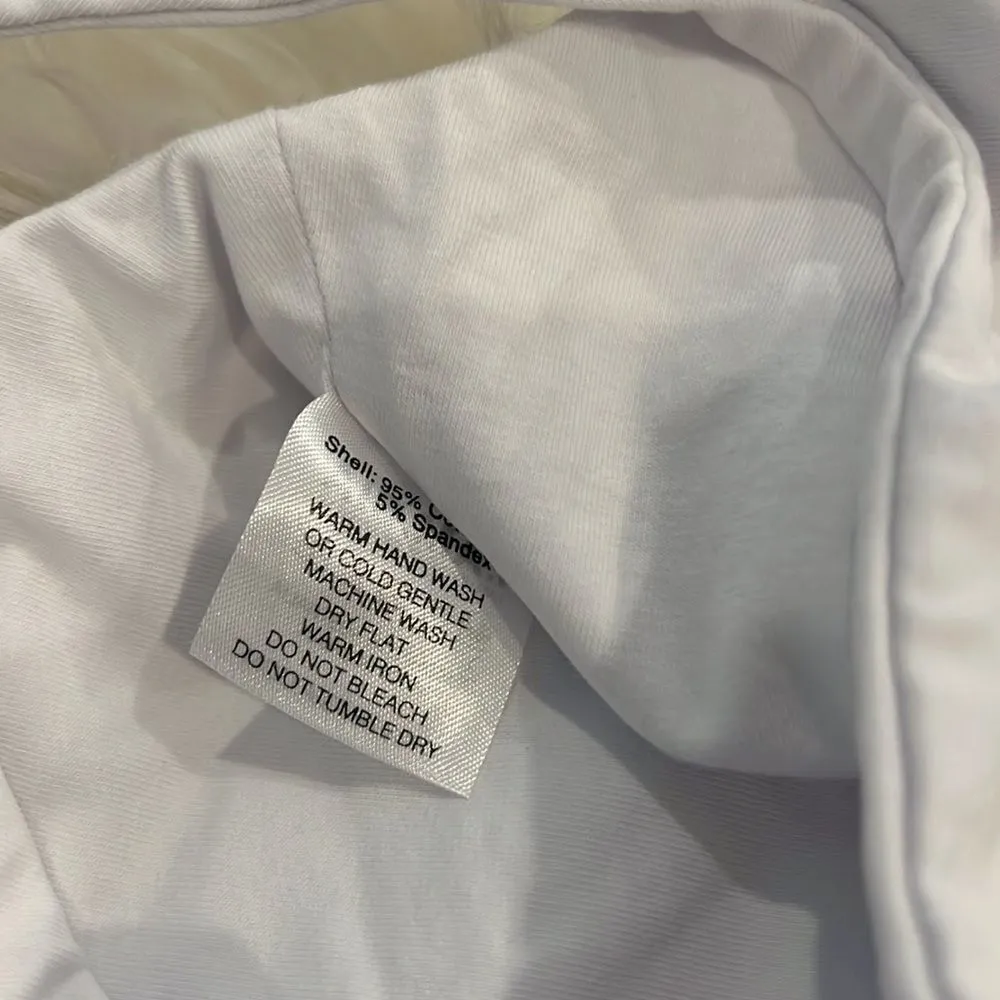 Shell: 95%
5% Spandex
WARM HAND WASH
OR COLD GENTLE
MACHINE WASH
DRY FLAT
WARM IRON
DO NOT BLEACH
DO NOT TUMBLE DRY